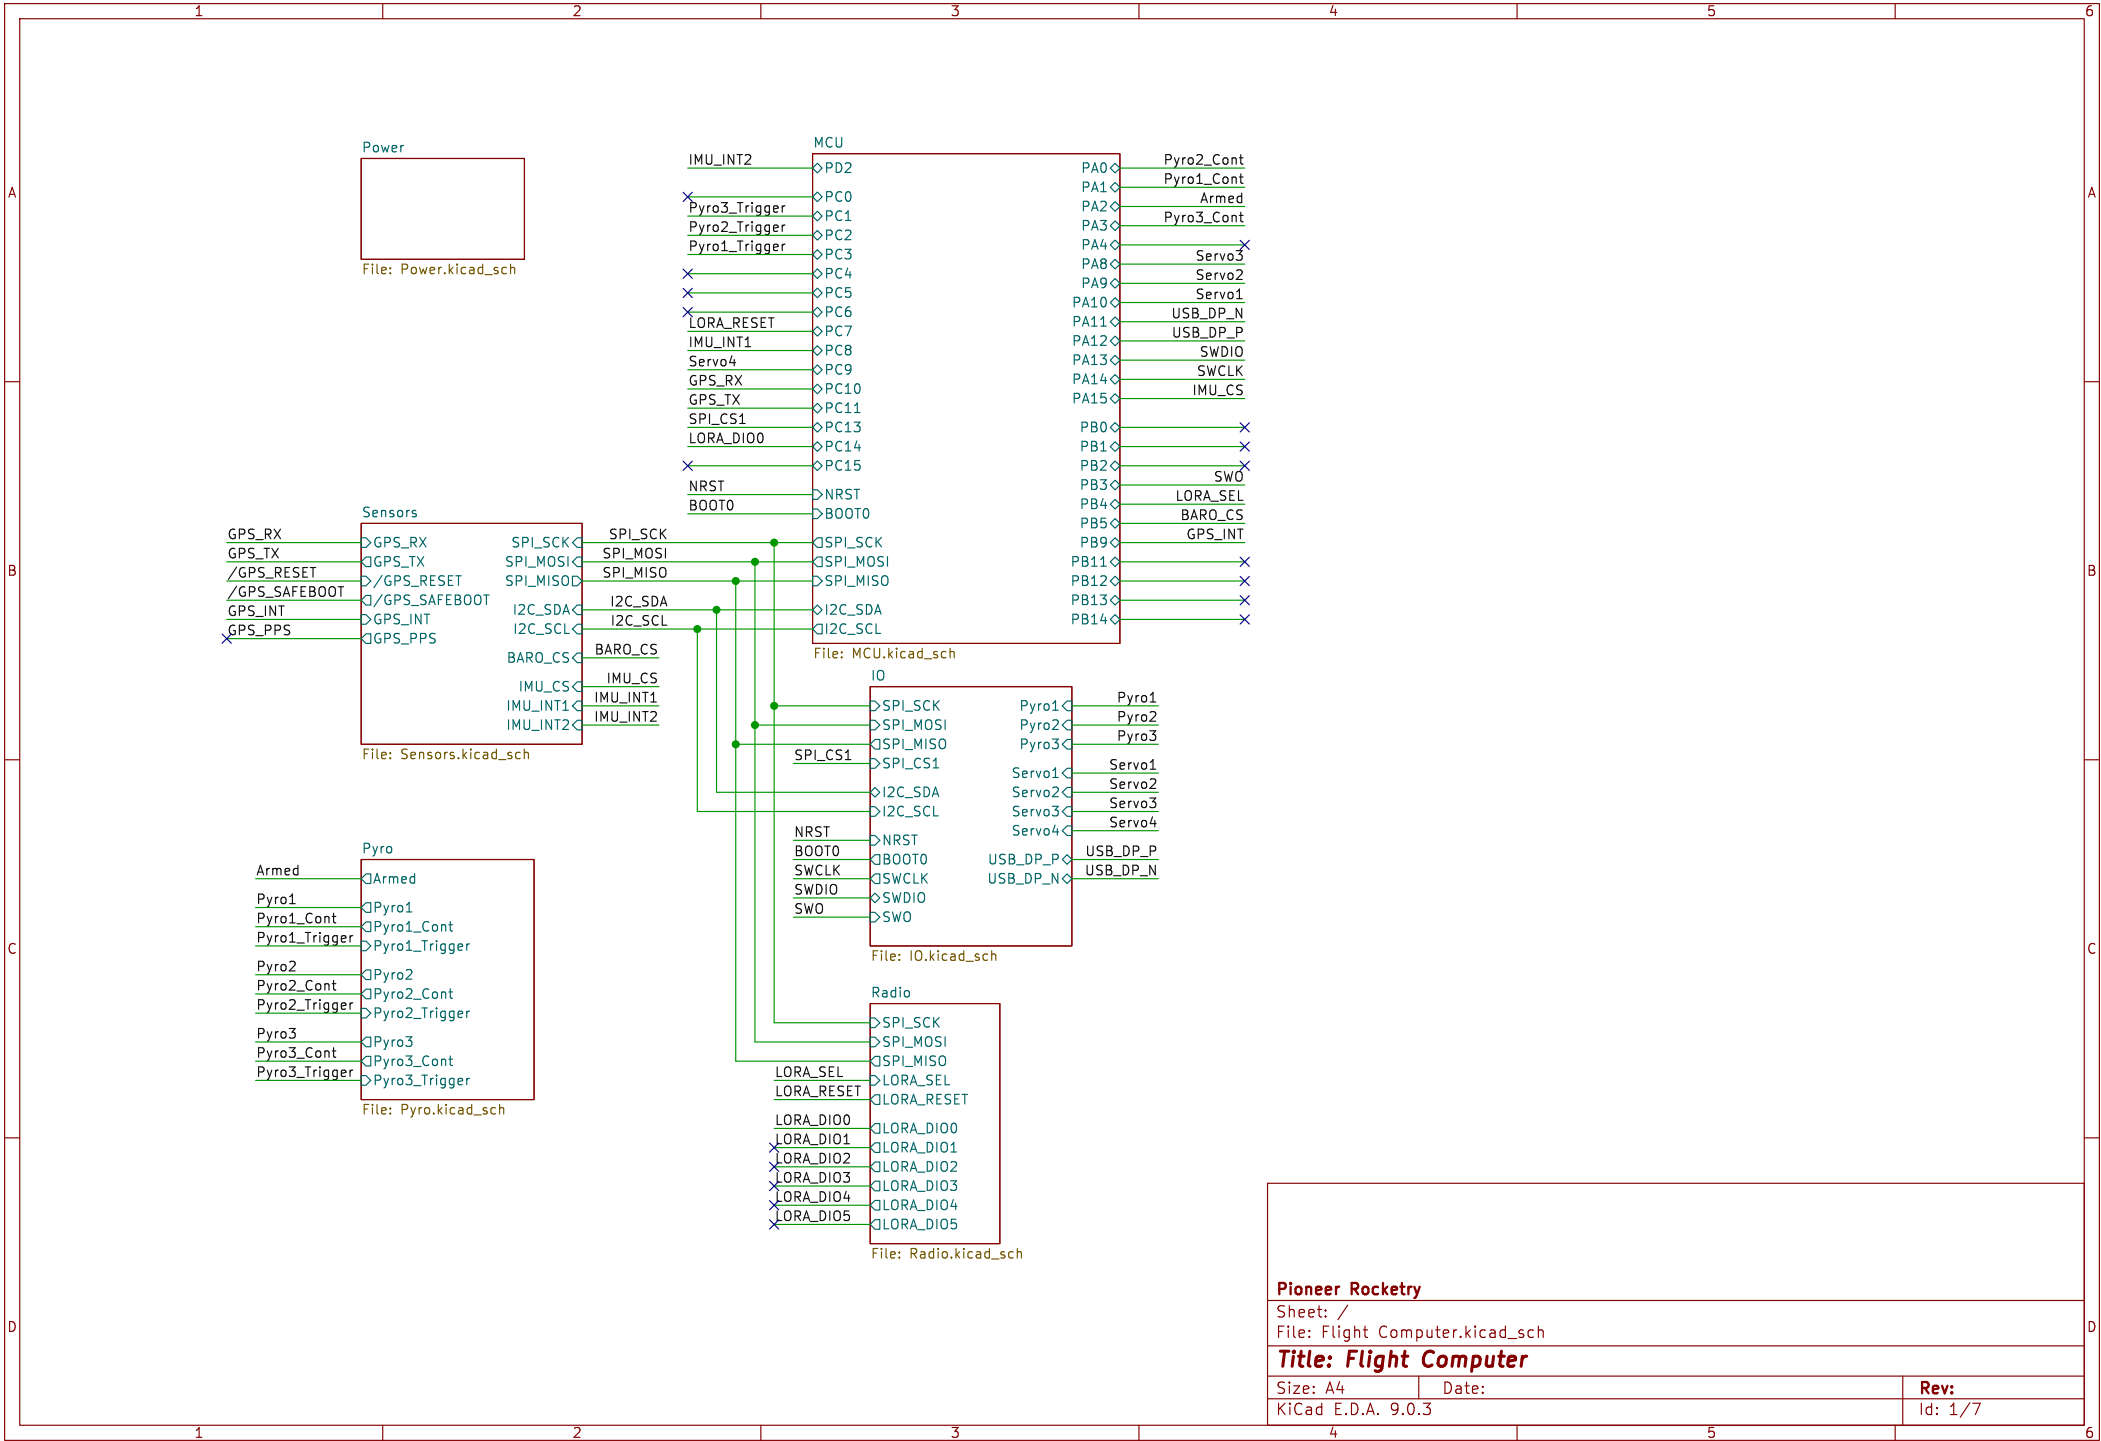 1 2 3 4 5 6
A A
B B
C C
D D
Power
File: Power.kicad_sch
MCU
IMU_INT2
PD2
PC0
Pyro3_Trigger
PC1
Pyro2_Trigger
PC2
Pyro1_Trigger
PC3
PC4
PC5
PC6
LORA_RESET
PC7
IMU_INT1
PC8
Servo4
PC9
GPS_RX
PC10
GPS_TX
PC11
SPI_CS1
PC13
LORA_DIO0
PC14
PC15
NRST
NRST
BOOT0
BOOT0
SPI_SCK
SPI_MOSI
SPI_MISO
I2C_SDA
I2C_SCL
PA0
Pyro2_Cont
PA1
Pyro1_Cont
PA2
Armed
PA3
Pyro3_Cont
PA4
PA8
Servo3
PA9
Servo2
PA10
Servo1
PA11
USB_DP_N
PA12
USB_DP_P
PA13
SWDIO
PA14
SWCLK
PA15
IMU_CS
PB0
PB1
PB2
PB3
SWO
PB4
LORA_SEL
PB5
BARO_CS
PB9
GPS_INT
PB11
PB12
PB13
PB14
File: MCU.kicad_sch
Sensors
GPS_RX
GPS_RX
GPS_TX
GPS_TX
/GPS_RESET
/GPS_RESET
/GPS_SAFEBOOT
/GPS_SAFEBOOT
GPS_INT
GPS_INT
GPS_PPS
GPS_PPS
SPI_SCK
SPI_SCK
SPI_MOSI
SPI_MOSI
SPI_MISO
SPI_MISO
I2C_SDA
I2C_SDA
I2C_SCL
I2C_SCL
BARO_CS
BARO_CS
IMU_CS
IMU_CS
IMU_INT1
IMU_INT1
IMU_INT2
IMU_INT2
File: Sensors.kicad_sch
IO
SPI_SCK
SPI_MOSI
SPI_MISO
SPI_CS1
SPI_CS1
I2C_SDA
I2C_SCL
NRST
NRST
BOOT0
BOOT0
SWCLK
SWCLK
SWDIO
SWDIO
SWO
SWO
Pyro1
Pyro1
Pyro2
Pyro2
Pyro3
Pyro3
Servo1
Servo1
Servo2
Servo2
Servo3
Servo3
Servo4
Servo4
USB_DP_P
USB_DP_P
USB_DP_N
USB_DP_N
File: IO.kicad_sch
Pyro
Armed
Armed
Pyro1
Pyro1
Pyro1_Cont
Pyro1_Cont
Pyro1_Trigger
Pyro1_Trigger
Pyro2
Pyro2
Pyro2_Cont
Pyro2_Cont
Pyro2_Trigger
Pyro2_Trigger
Pyro3
Pyro3
Pyro3_Cont
Pyro3_Cont
Pyro3_Trigger
Pyro3_Trigger
File: Pyro.kicad_sch
Radio
SPI_SCK
SPI_MOSI
SPI_MISO
LORA_SEL
LORA_SEL
LORA_RESET
LORA_RESET
LORA_DIO0
LORA_DIO0
LORA_DIO1
LORA_DIO1
LORA_DIO2
LORA_DIO2
LORA_DIO3
LORA_DIO3
LORA_DIO4
LORA_DIO4
LORA_DIO5
LORA_DIO5
File: Radio.kicad_sch
Pioneer Rocketry
Sheet: /
File: Flight Computer.kicad_sch
Title: Flight Computer
Size: A4 Date: Rev:
KiCad E.D.A. 9.0.3 Id: 1/7
1 2 3 4 5 6